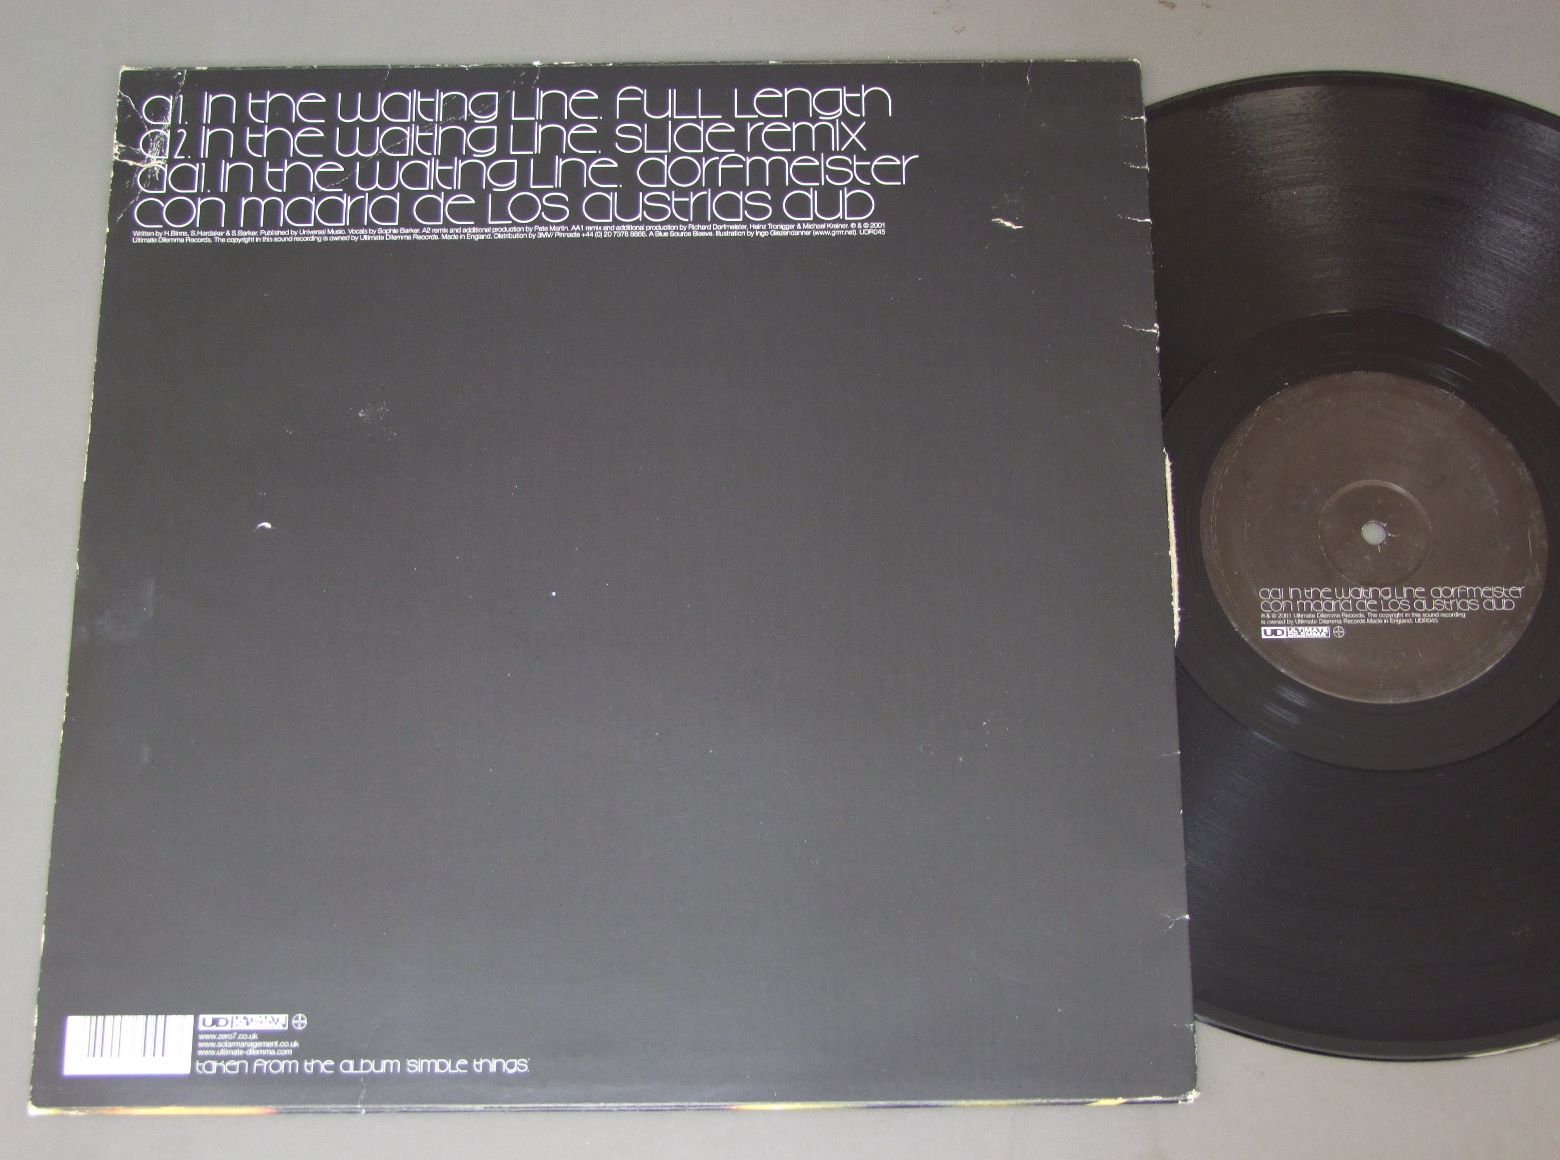 a1. in the waiting line. full length
a2. in the waiting line. slide remix
aa1. in the waiting line. dorfmeister
con madrid de los austrias dub
Written by H.Binns, S.Hardaker & S.Barker. Published by Universal Music. Vocals by Sophie Barker. A2 remix and additional production by Pete Martin. AA1 remix and additional production by Richard Dorfmeister, Heinz Tronigger & Michael Kreiner. ℗ & © 2001
Ultimate Dilemma Records. The copyright in this sound recording is owned by Ultimate Dilemma Records. Made in England. Distribution by 3MV/ Pinnacle +44 (0) 20 7378 8866. A Blue Source Sleeve. Illustration by Ingo Giezendanner (www.grrrr.net). UDR045
aa1. in the waiting line. dorfmeister
con madrid de los austrias dub
℗ & © 2001 Ultimate Dilemma Records. The copyright in this sound recording
is owned by Ultimate Dilemma Records.Made in England. UDR045
UD ULTIMATE
DILEMMA
UD ULTIMATE
DILEMMA
www.zero7.co.uk
www.solarmanagement.co.uk
www.ultimate-dilemma.com
taken from the album 'simple things'